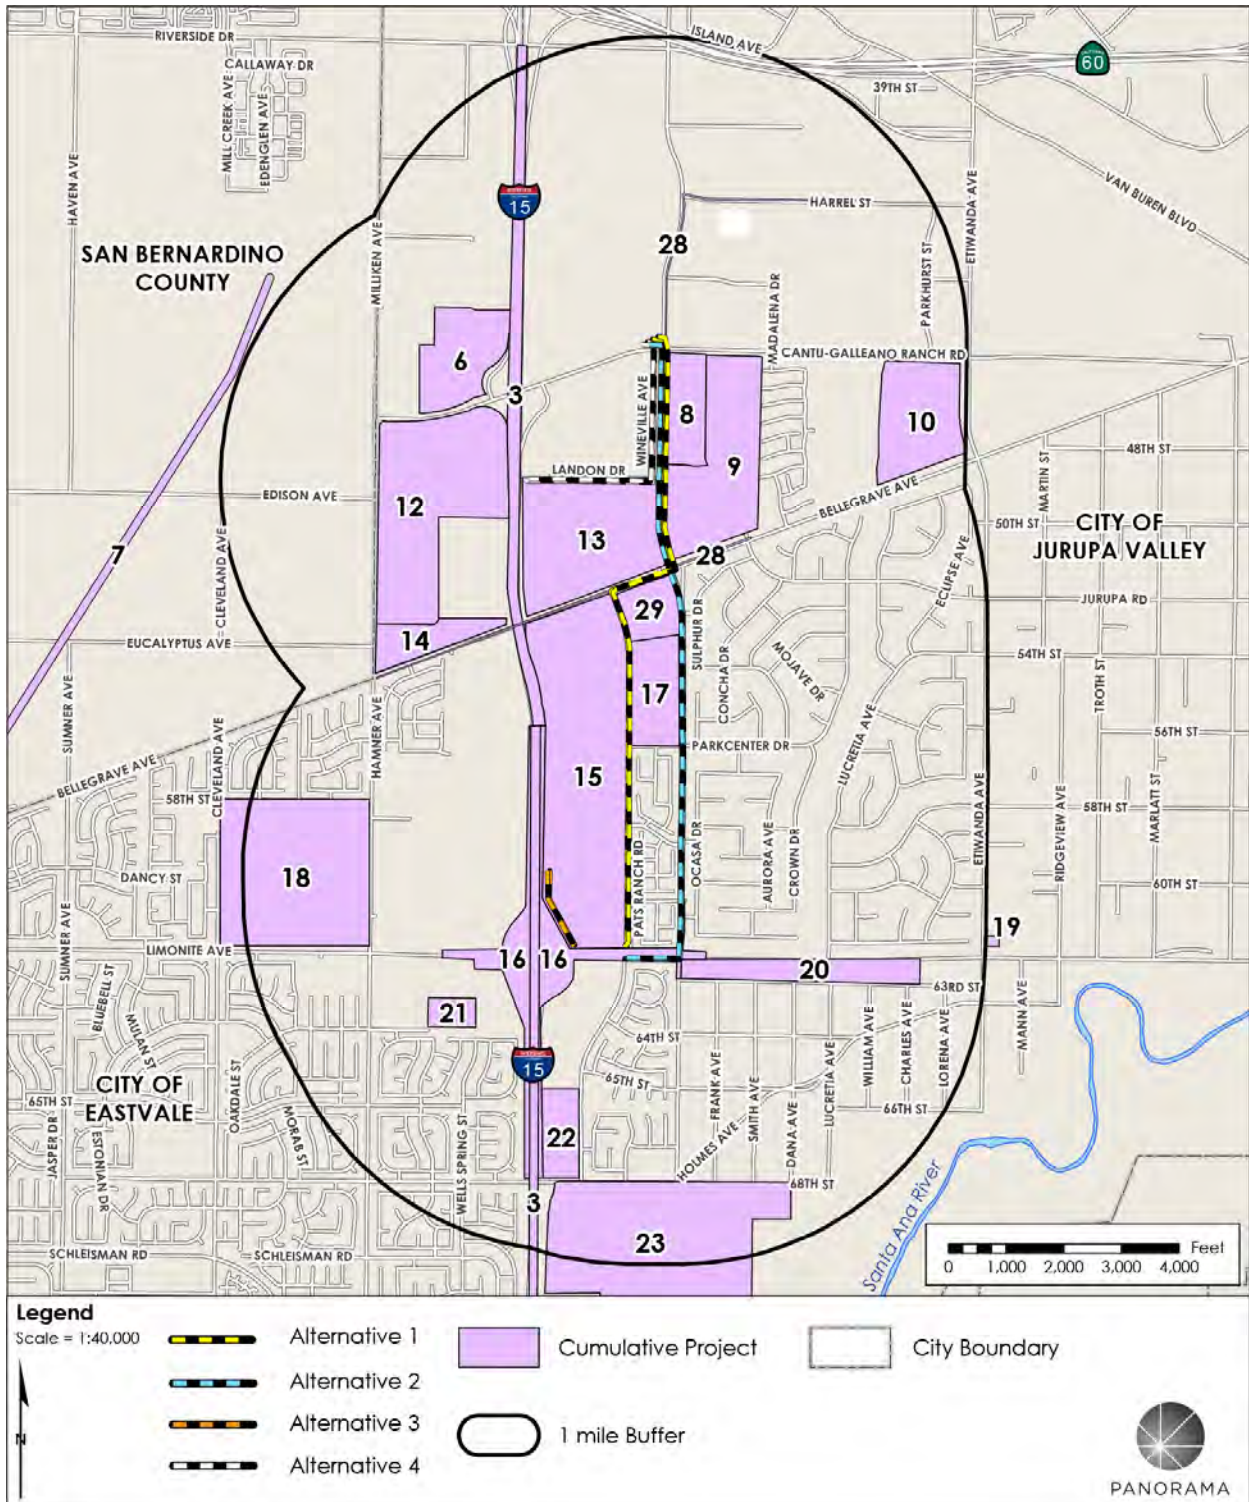 RIVERSIDE DR
ISLAND AVE
CALLAWAY DR
60
39TH ST
MILL CREEK AVE
EDENGLEN AVE
HAVEN AVE
ETIWANDA AVE
VAN BUREN BLVD
15
HARREL ST
MILLIKEN AVE
28
PARKHURST ST
SAN BERNARDINO
COUNTY
MADALENA DR
CANTU-GALLEANO RANCH RD
6
3
WINEVILLE AVE
8
10
9
48TH ST
LANDON DR
MARTIN ST
EDISON AVE
12
BELLEGRAVE AVE
50TH ST
CITY OF
JURUPA VALLEY
13
7
CLEVELAND AVE
28
ECLIPSE AVE
JURUPA RD
29
SULPHUR DR
14
EUCALYPTUS AVE
CONCHA DR
MOJAVE DR
54TH ST
TROTH ST
17
SUMNER AVE
HAMNER AVE
CLEVELAND AVE
LUCRETIA AVE
56TH ST
PARKCENTER DR
BELLEGRAVE AVE
15
58TH ST
ETIWANDA AVE
RIDGEVIEW AVE
MARLATT ST
58TH ST
PATS RANCH RD
OCASA DR
AURORA AVE
CROWN DR
DANCY ST
18
60TH ST
SUMNER AVE
19
LIMONITE AVE
16
16
20
63RD ST
BLUEBELL ST
MULAN ST
21
MANN AVE
64TH ST
WILLIAM AVE
CHARLES AVE
LORENA AVE
15
65TH ST
FRANK AVE
SMITH AVE
LUCRETIA AVE
CITY OF
EASTVALE
OAKDALE ST
65TH ST
MORAB ST
66TH ST
JASPER DR
ESTONIAN DR
WELLS SPRING ST
22
HOLMES AVE
DANA AVE
68TH ST
Santa Ana River
3
23
SCHLEISMAN RD
SCHLEISMAN RD
Feet
0 1,000 2,000 3,000 4,000
Legend
Scale = 1:40,000
Alternative 1
Cumulative Project
City Boundary
Alternative 2
Alternative 3
1 mile Buffer
N
Alternative 4
PANORAMA